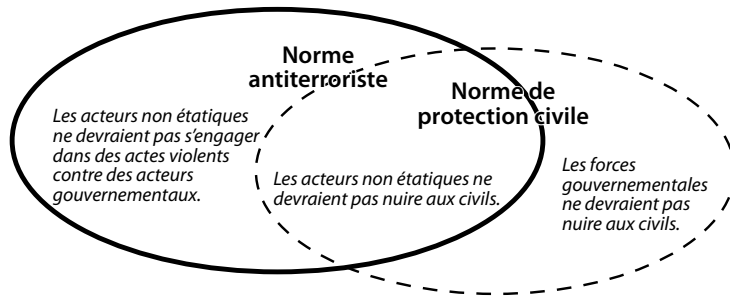 Norme
antiterroriste
Norme de
protection civile
Les acteurs non étatiques
ne devraient pas s'engager
dans des actes violents
contre des acteurs
gouvernementaux.
Les acteurs non étatiques ne
devraient pas nuire aux civils.
Les forces
gouvernementales
ne devraient pas
nuire aux civils.